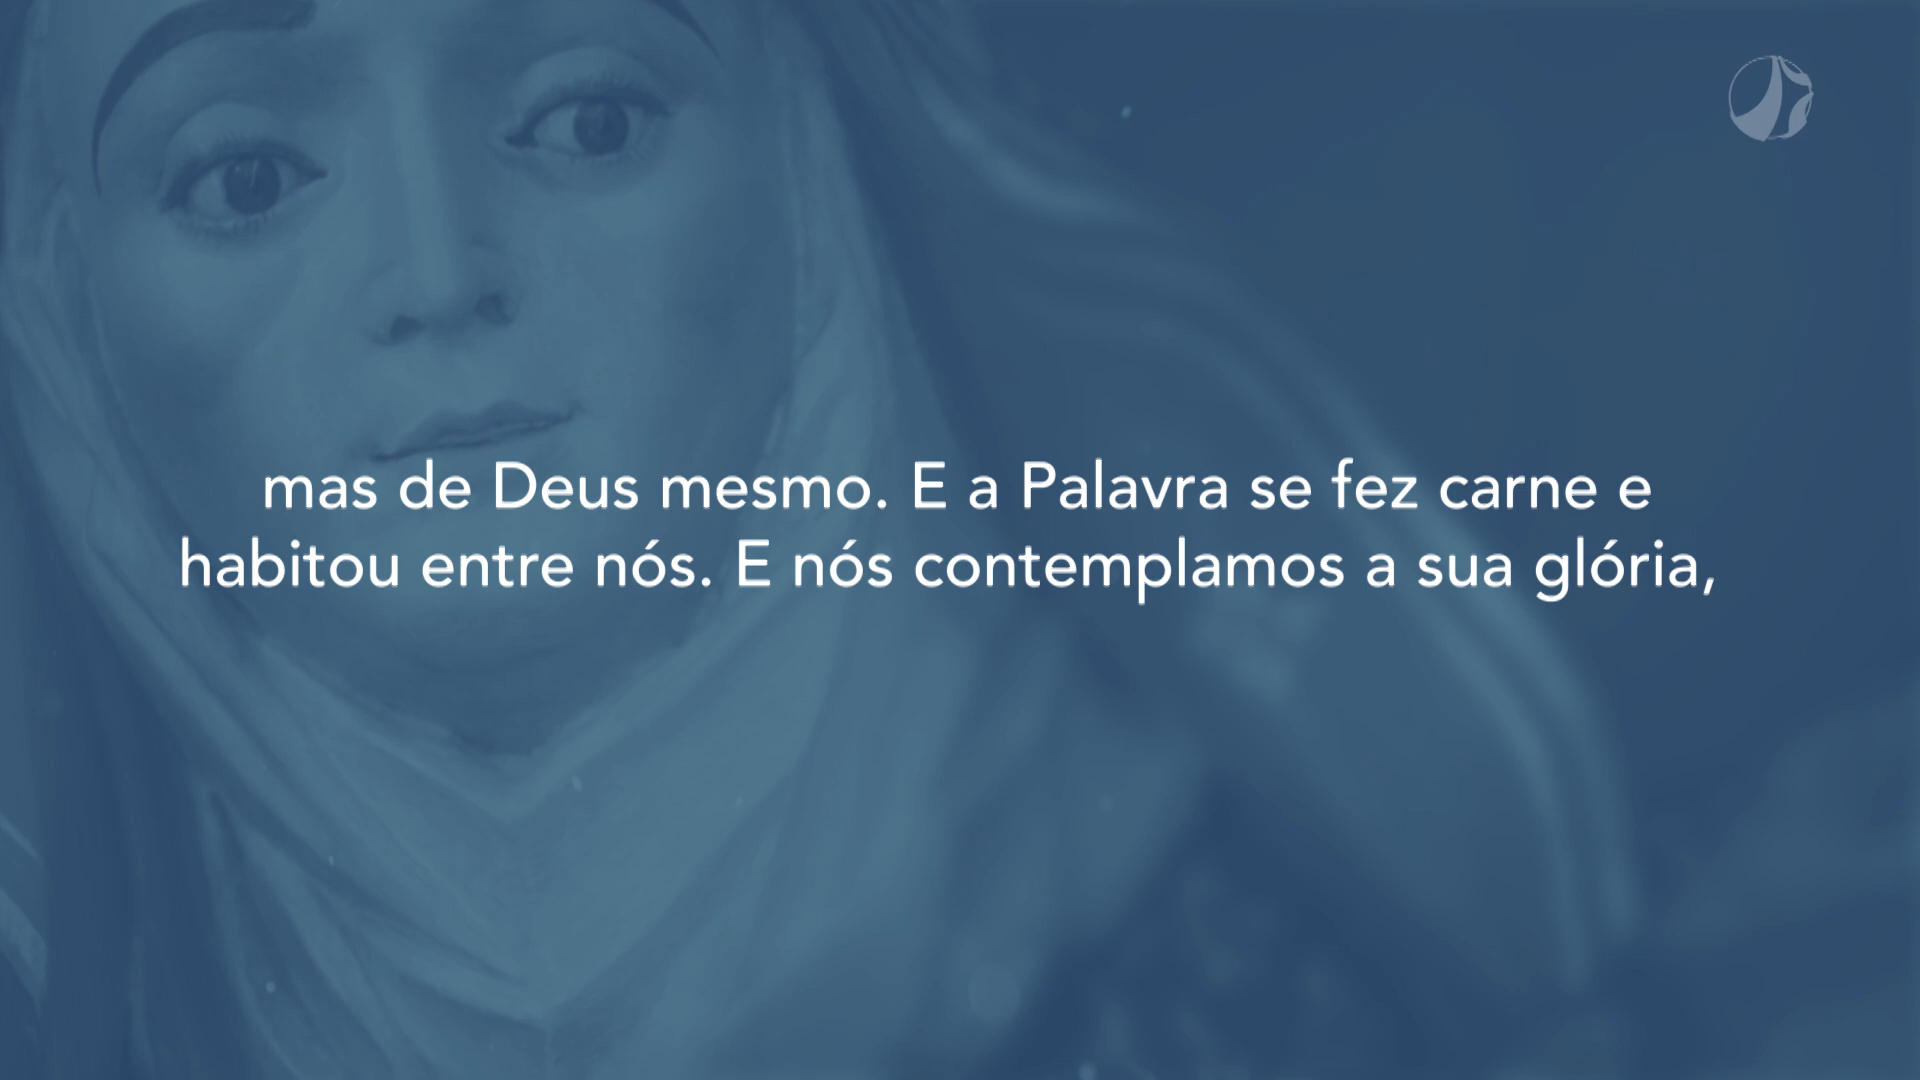 mas de Deus mesmo. E a Palavra se fez carne e
habitou entre nós. E nós contemplamos a sua glória,